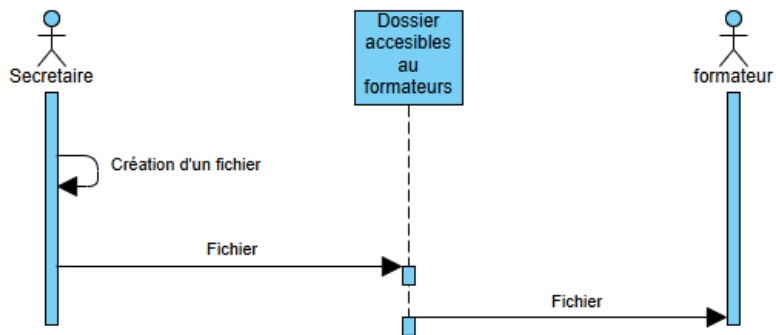 Secretaire
Dossier
accesibles
au
formateurs
formateur
Création d'un fichier
Fichier
Fichier